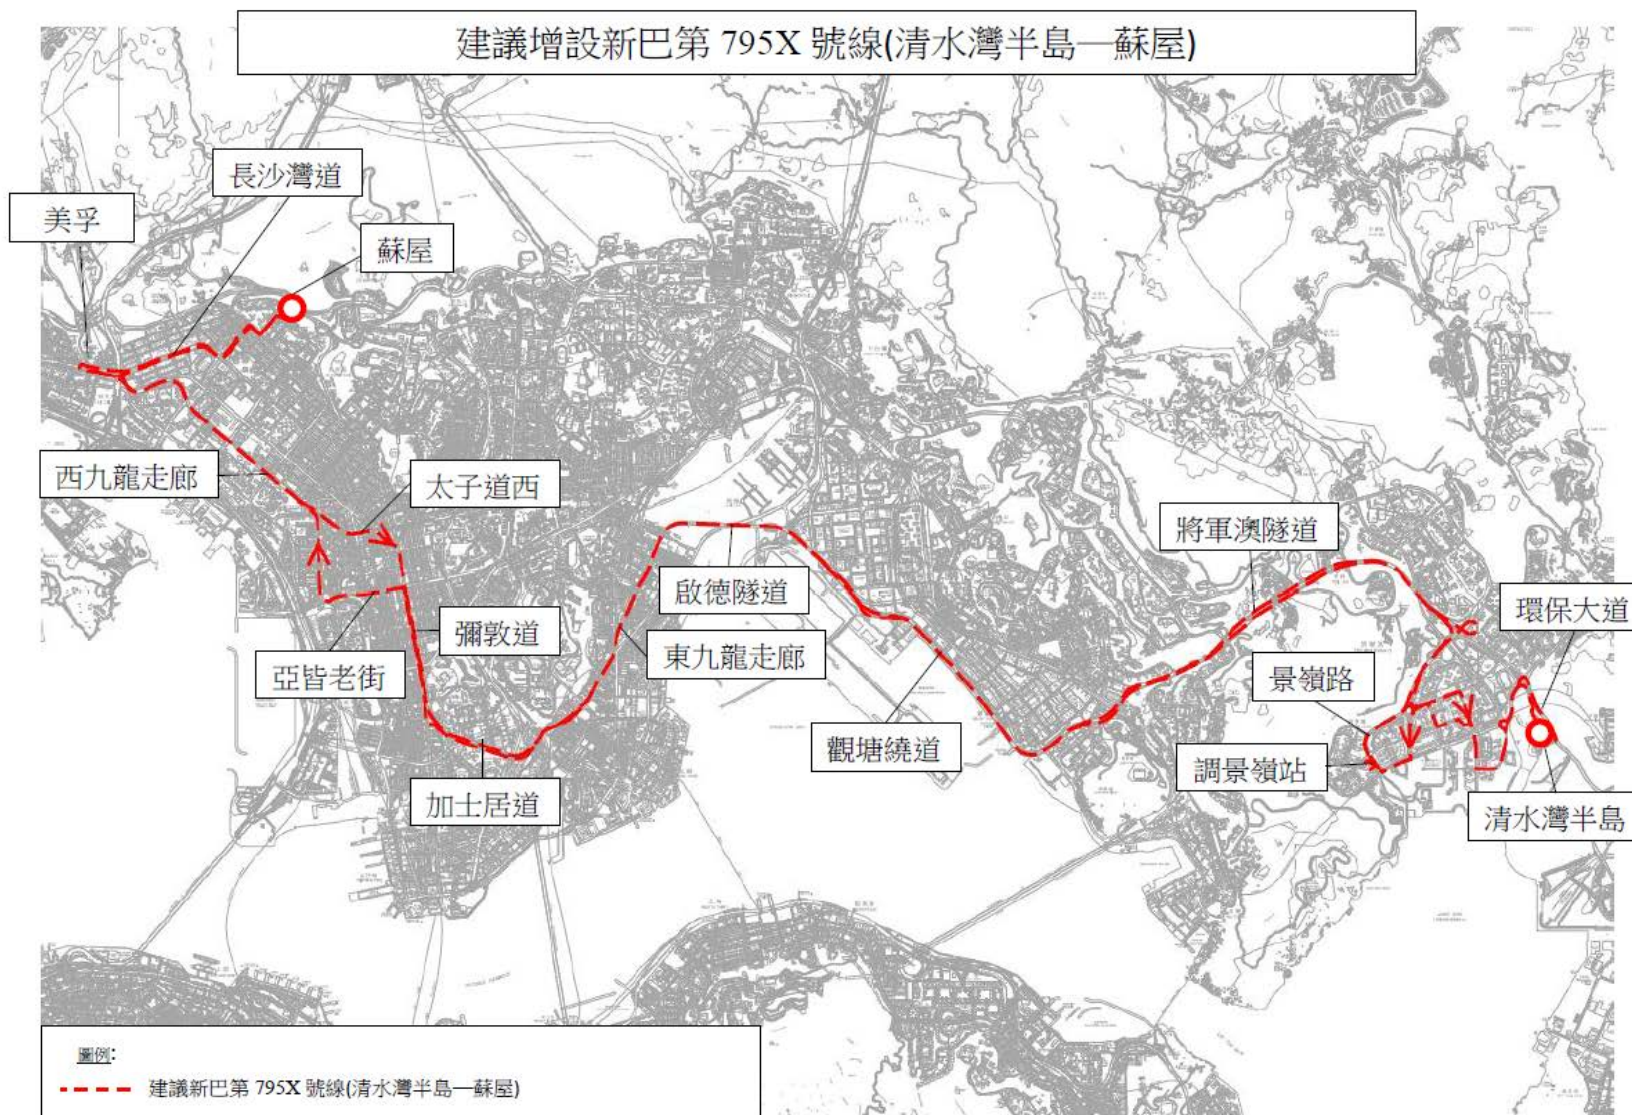 建議增設新巴第 795X 號線(清水灣半島—蘇屋)
長沙灣道
美孚
蘇屋
西九龍走廊
太子道西
將軍澳隧道
啟德隧道
環保大道
彌敦道
東九龍走廊
亞皆老街
景嶺路
觀塘繞道
調景嶺站
加士居道
清水灣半島
圖例:
建議新巴第 795X 號線(清水灣半島—蘇屋)